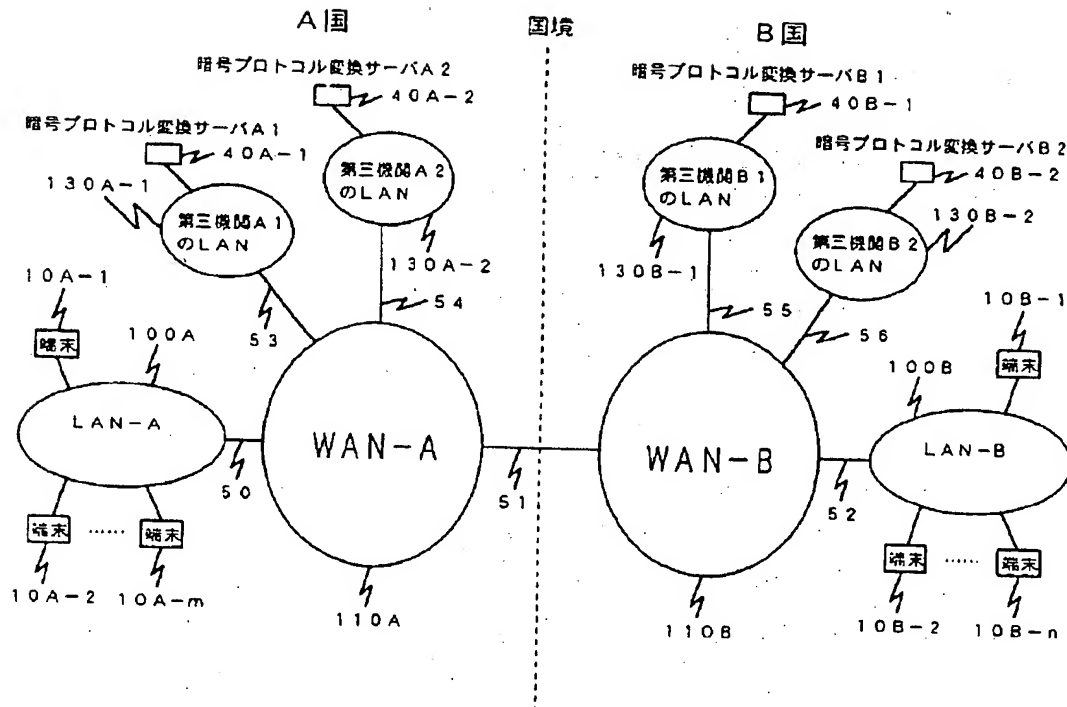 A国
国境
B国
暗号プロトコル変換サーバA2
40A-2
暗号プロトコル変換サーバB1
40B-1
暗号プロトコル変換サーバA1
40A-1
暗号プロトコル変換サーバB2
40B-2
130A-1
第三機関A1
のLAN
第三機関A2
のLAN
第三機関B1
のLAN
第三機関B2
のLAN
130B-2
130A-2
130B-1
10A-1
54
55
10B-1
端末
100A
53
56
100B
端末
LAN-A
WAN-A
WAN-B
LAN-B
50
51
52
端末
……
端末
端末
……
端末
10A-2
10A-m
110A
110B
10B-2
10B-n